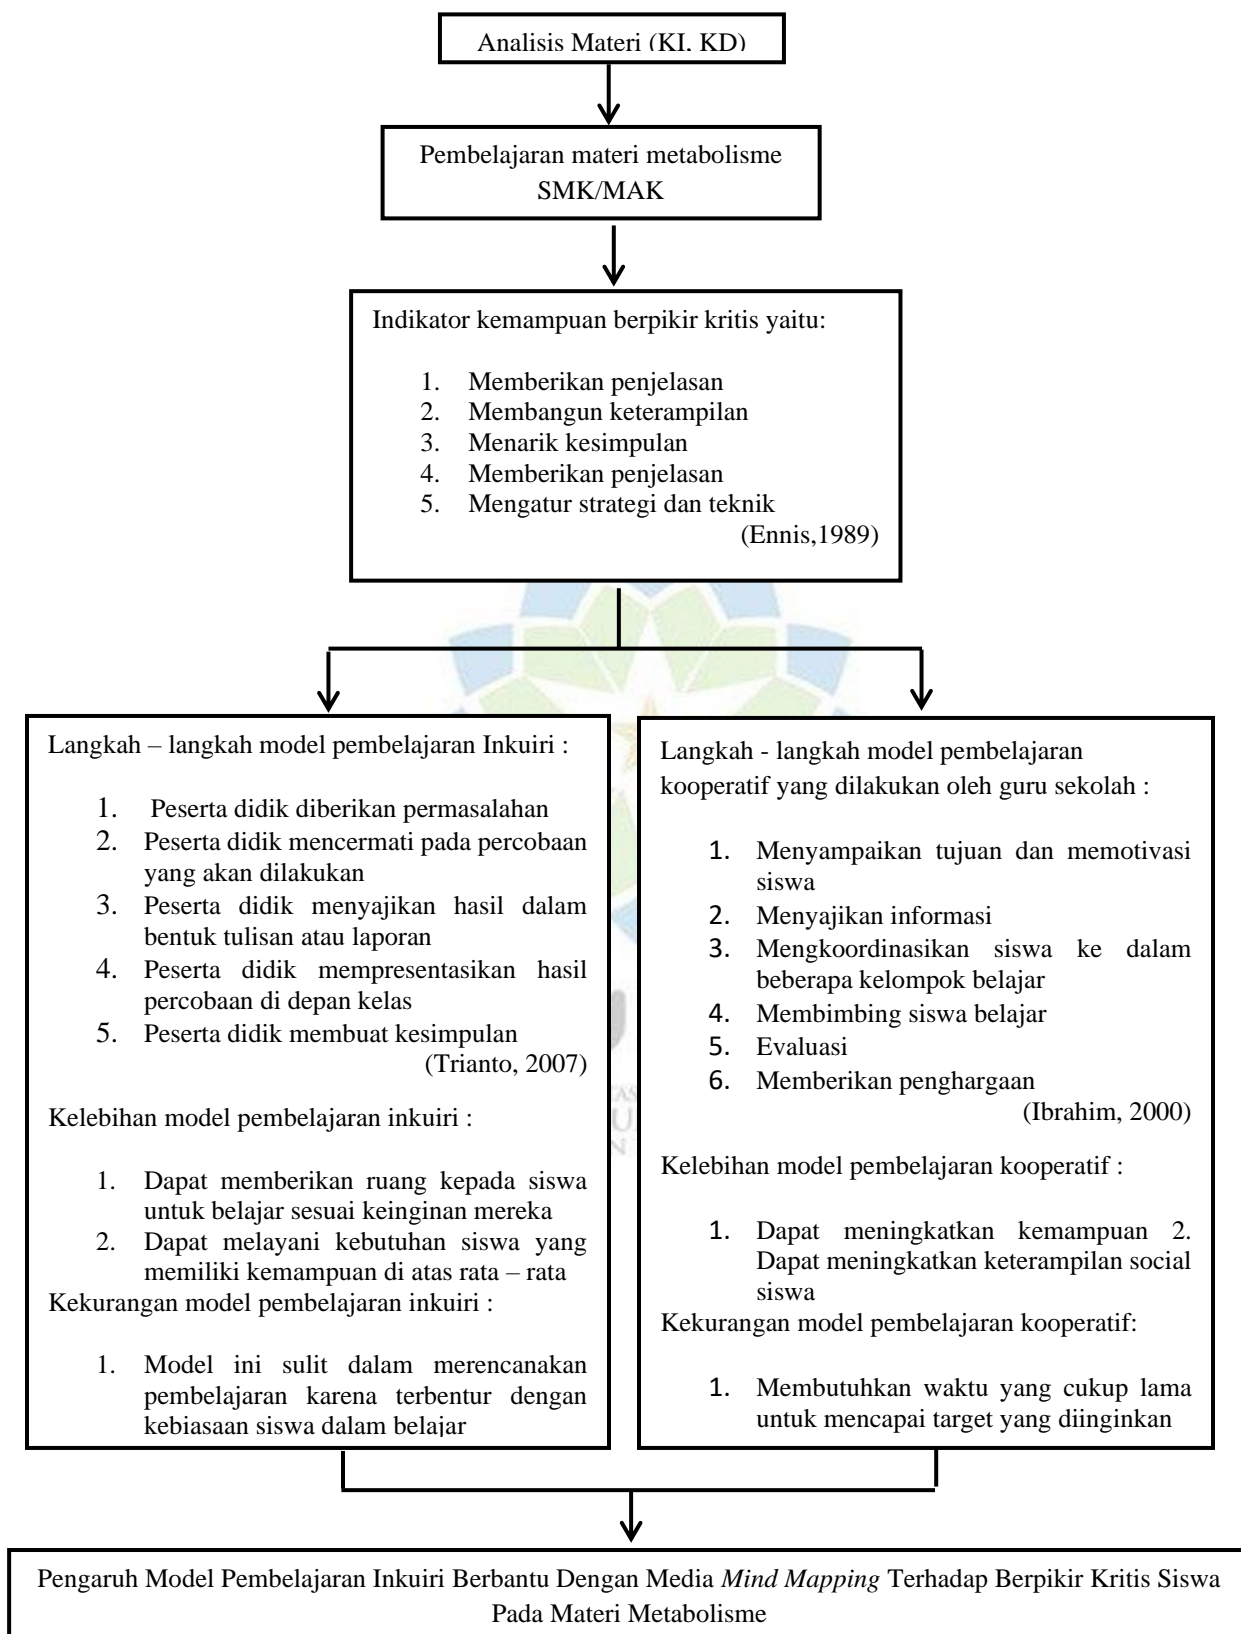 Analisis Materi (KI, KD)
Pembelajaran materi metabolisme
SMK/MAK
Indikator kemampuan berpikir kritis yaitu:
1. Memberikan penjelasan
2. Membangun keterampilan
3. Menarik kesimpulan
4. Memberikan penjelasan
5. Mengatur strategi dan teknik
(Ennis,1989)
Langkah – langkah model pembelajaran Inkuiri :
1. Peserta didik diberikan permasalahan
2. Peserta didik mencermati pada percobaan
yang akan dilakukan
3. Peserta didik menyajikan hasil dalam
bentuk tulisan atau laporan
4. Peserta didik mempresentasikan hasil
percobaan di depan kelas
5. Peserta didik membuat kesimpulan
(Trianto, 2007)
Kelebihan model pembelajaran inkuiri :
1. Dapat memberikan ruang kepada siswa
untuk belajar sesuai keinginan mereka
2. Dapat melayani kebutuhan siswa yang
memiliki kemampuan di atas rata – rata
Kekurangan model pembelajaran inkuiri :
1. Model ini sulit dalam merencanakan
pembelajaran karena terbentur dengan
kebiasaan siswa dalam belajar
Langkah - langkah model pembelajaran
kooperatif yang dilakukan oleh guru sekolah :
1. Menyampaikan tujuan dan memotivasi
siswa
2. Menyajikan informasi
3. Mengkoordinasikan siswa ke dalam
beberapa kelompok belajar
4. Membimbing siswa belajar
5. Evaluasi
6. Memberikan penghargaan
(Ibrahim, 2000)
Kelebihan model pembelajaran kooperatif :
1. Dapat meningkatkan kemampuan 2.
Dapat meningkatkan keterampilan social
siswa
Kekurangan model pembelajaran kooperatif:
1. Membutuhkan waktu yang cukup lama
untuk mencapai target yang diinginkan
Pengaruh Model Pembelajaran Inkuiri Berbantu Dengan Media Mind Mapping Terhadap Berpikir Kritis Siswa
Pada Materi Metabolisme